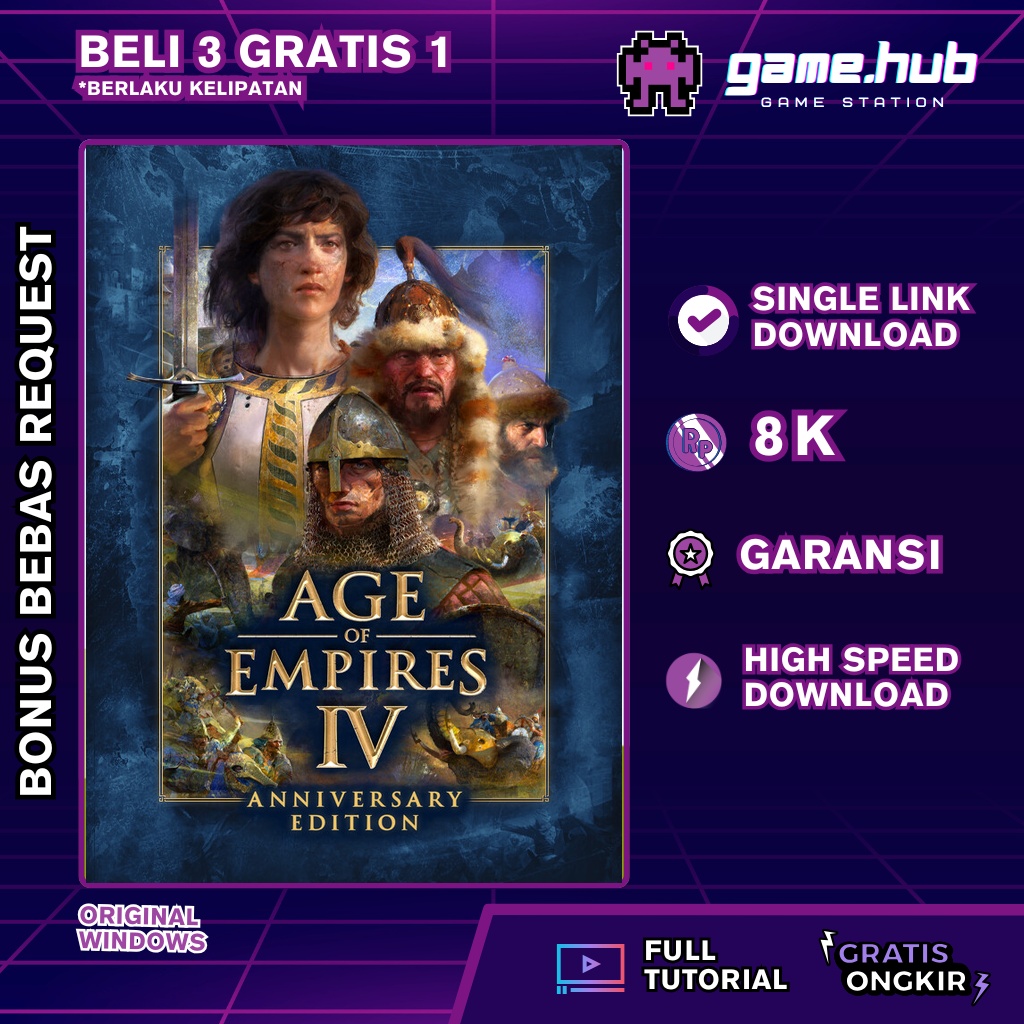 BELI 3 GRATIS 1
*BERLAKU KELIPATAN
game.hub
GAME STATION
BONUS BEBAS REQUEST
AGE
OF
EMPIRES
IV
ANNIVERSARY
EDITION
SINGLE LINK
DOWNLOAD
RP
8K
GARANSI
HIGH SPEED
DOWNLOAD
ORIGINAL
WINDOWS
FULL
TUTORIAL
GRATIS
ONGKIR